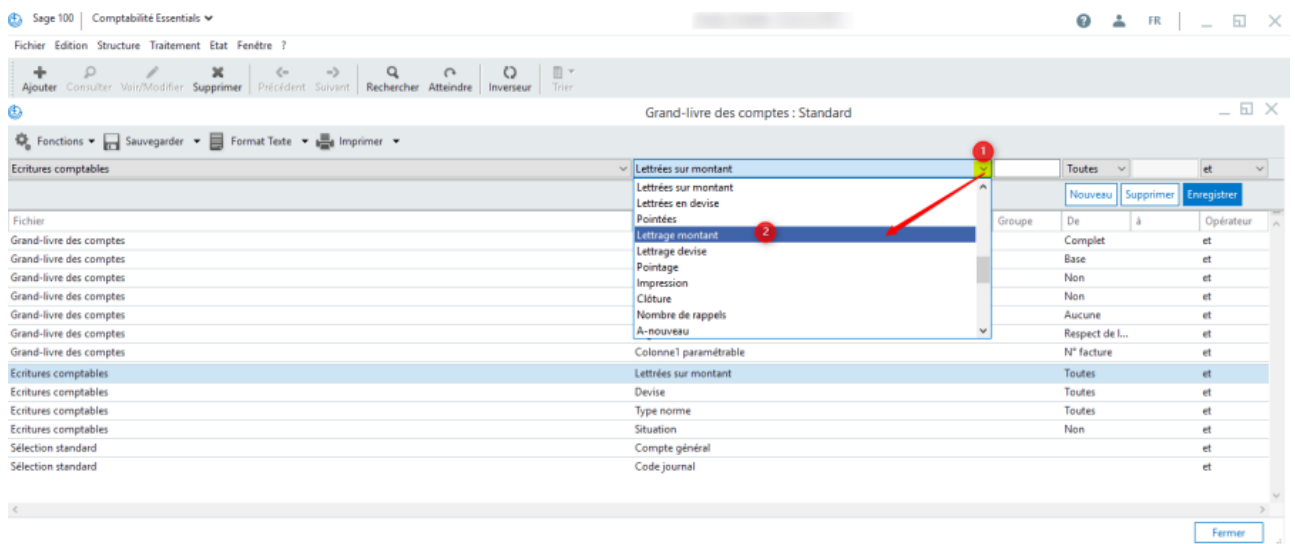 Sage 100 Comptabilité Essentials FR
Fichier Edition Structure Traitement Etat Fenêtre ?
Ajouter Consulter Voir/Modifier Supprimer Précédent Suivant Rechercher Atteindre Inverseur Trier
Grand-livre des comptes : Standard
Fonctions Sauvegarder Format Texte Imprimer
1
Ecritures comptables Lettrées sur montant Toutes et
Lettrées sur montant
Nouveau Supprimer Enregistrer
Lettrées en devise
Pointées
Lettrage montant 2
Lettrage devise
Pointage
Impression
Clôture
Nombre de rappels
A-nouveau
Fichier Groupe De à Opérateur
Grand-livre des comptes Complet et
Grand-livre des comptes Base et
Grand-livre des comptes Non et
Grand-livre des comptes Non et
Grand-livre des comptes Aucune et
Grand-livre des comptes Respect de l... et
Grand-livre des comptes Colonne1 paramétrable N° facture et
Ecritures comptables Lettrées sur montant Toutes et
Ecritures comptables Devise Toutes et
Ecritures comptables Type norme Toutes et
Ecritures comptables Situation Non et
Sélection standard Compte général et
Sélection standard Code journal et
Fermer